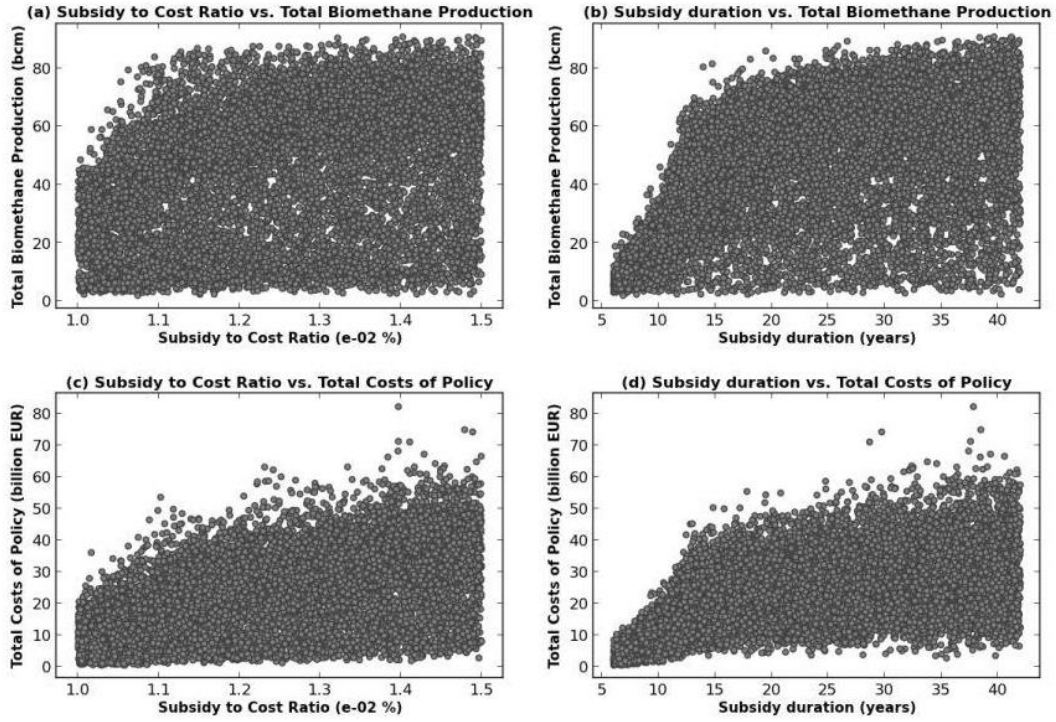 (a) Subsidy to Cost Ratio vs. Total Biomethane Production
Total Biomethane Production (bcm)
80
60
40
20
0
1.0 1.1 1.2 1.3 1.4 1.5
Subsidy to Cost Ratio (e-02 %)
(b) Subsidy duration vs. Total Biomethane Production
Total Biomethane Production (bcm)
80
60
40
20
0
5 10 15 20 25 30 35 40
Subsidy duration (years)
(c) Subsidy to Cost Ratio vs. Total Costs of Policy
Total Costs of Policy (billion EUR)
80
70
60
50
40
30
20
10
0
1.0 1.1 1.2 1.3 1.4 1.5
Subsidy to Cost Ratio (e-02 %)
(d) Subsidy duration vs. Total Costs of Policy
Total Costs of Policy (billion EUR)
80
70
60
50
40
30
20
10
0
5 10 15 20 25 30 35 40
Subsidy duration (years)